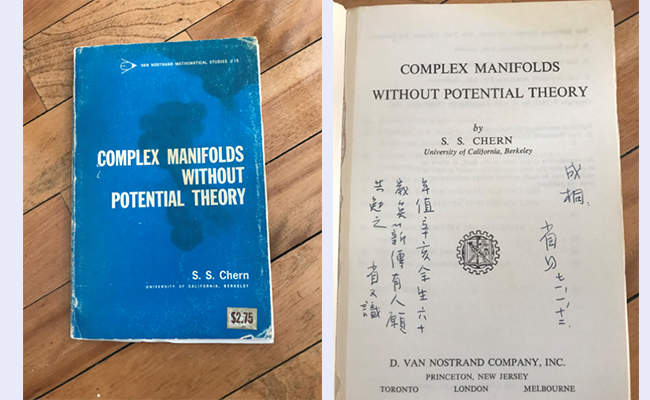 VAN NOSTRAND MATHEMATICAL STUDIES #15
COMPLEX MANIFOLDS
WITHOUT
POTENTIAL THEORY
S. S. Chern
UNIVERSITY OF CALIFORNIA, BERKELEY
$2.75
COMPLEX MANIFOLDS
WITHOUT POTENTIAL THEORY
by
S. S. CHERN
University of California, Berkeley
成桐:
省身 七一、一、十二
年值辛亥余生六十
歲矣薪傳有人願
共勉之 省又識
D. VAN NOSTRAND COMPANY, INC.
PRINCETON, NEW JERSEY
TORONTO LONDON MELBOURNE